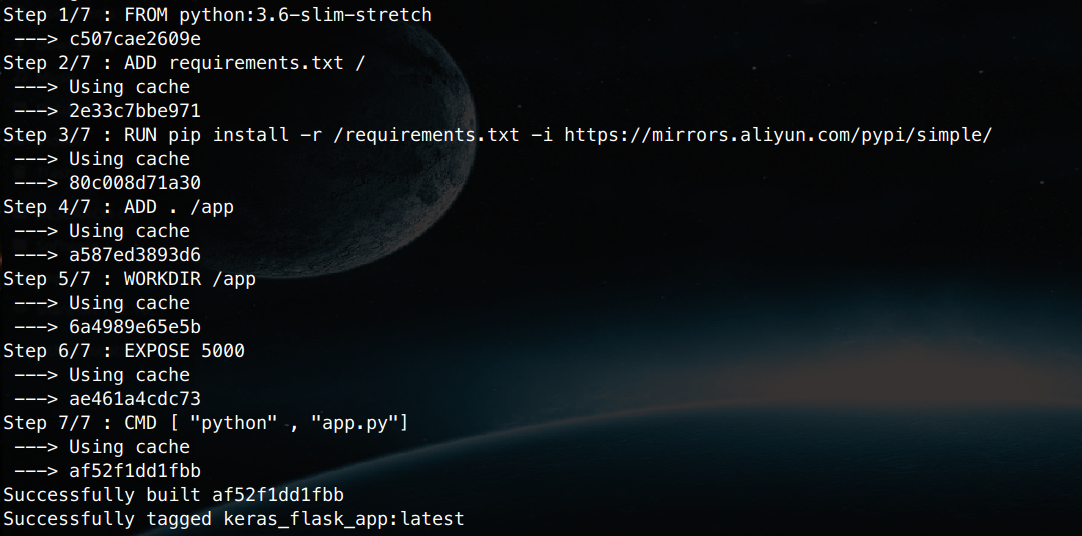 Step 1/7 : FROM python:3.6-slim-stretch
---> c507cae2609e
Step 2/7 : ADD requirements.txt /
---> Using cache
---> 2e33c7bbe971
Step 3/7 : RUN pip install -r /requirements.txt -i https://mirrors.aliyun.com/pypi/simple/
---> Using cache
---> 80c008d71a30
Step 4/7 : ADD . /app
---> Using cache
---> a587ed3893d6
Step 5/7 : WORKDIR /app
---> Using cache
---> 6a4989e65e5b
Step 6/7 : EXPOSE 5000
---> Using cache
---> ae461a4cdc73
Step 7/7 : CMD [ "python" , "app.py"]
---> Using cache
---> af52f1dd1fbb
Successfully built af52f1dd1fbb
Successfully tagged keras_flask_app:latest